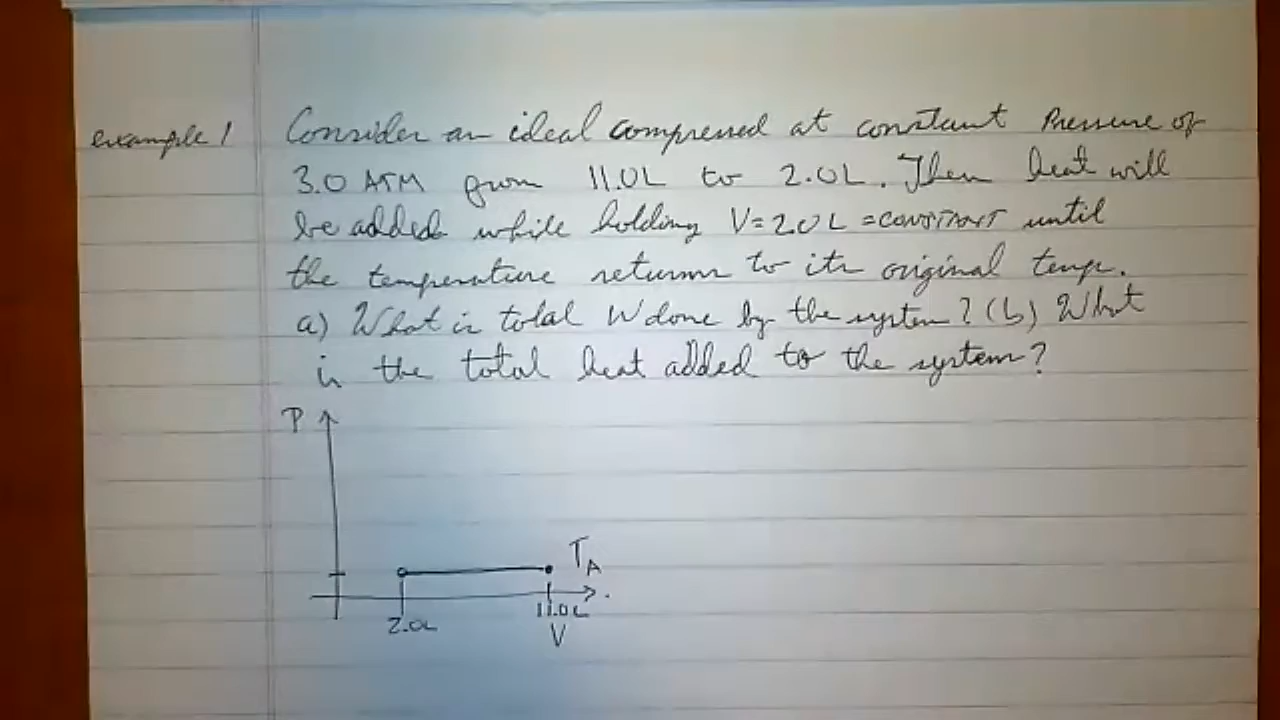 example 1 Consider an ideal compressed at constant Pressure of
3.0 ATM from 11.0L to 2.0L. Then heat will
be added while holding V=2.0L = CONSTANT until
the temperature returns to its original temp.
a) What is total W done by the system? (b) What
is the total heat added to the system?
P
T_A
2.0L 11.0L
V